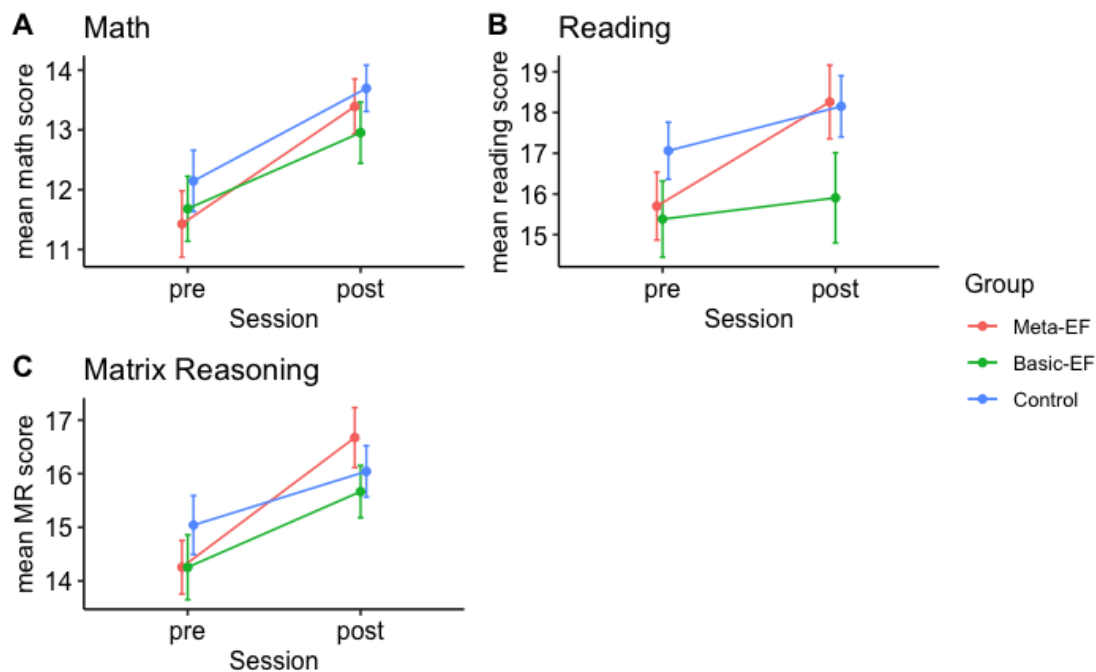 A Math
mean math score
14
13
12
11
pre post
Session
B Reading
mean reading score
19
18
17
16
15
pre post
Session
Group
Meta-EF
Basic-EF
Control
C Matrix Reasoning
mean MR score
17
16
15
14
pre post
Session